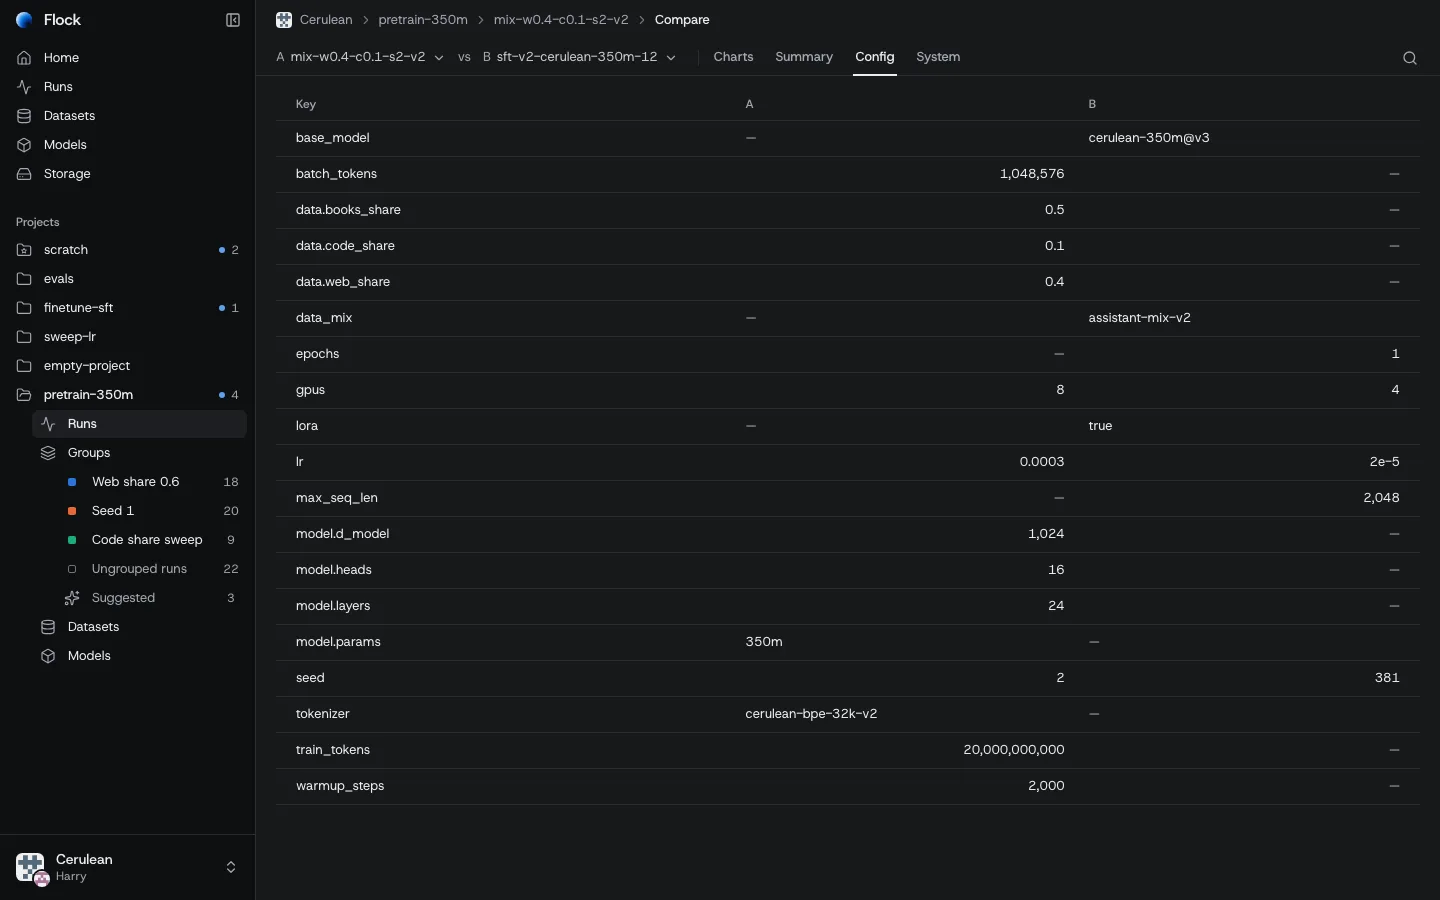 Flock
Home
Runs
Datasets
Models
Storage
Projects
scratch 2
evals
finetune-sft 1
sweep-lr
empty-project
pretrain-350m 4
Runs
Groups
Web share 0.6 18
Seed 1 20
Code share sweep 9
Ungrouped runs 22
Suggested 3
Datasets
Models
Cerulean
Harry
Cerulean > pretrain-350m > mix-w0.4-c0.1-s2-v2 > Compare
A mix-w0.4-c0.1-s2-v2 vs B sft-v2-cerulean-350m-12 Charts Summary Config System
Key A B
base_model — cerulean-350m@v3
batch_tokens 1,048,576 —
data.books_share 0.5 —
data.code_share 0.1 —
data.web_share 0.4 —
data_mix — assistant-mix-v2
epochs — 1
gpus 8 4
lora — true
lr 0.0003 2e-5
max_seq_len — 2,048
model.d_model 1,024 —
model.heads 16 —
model.layers 24 —
model.params 350m —
seed 2 381
tokenizer cerulean-bpe-32k-v2 —
train_tokens 20,000,000,000 —
warmup_steps 2,000 —